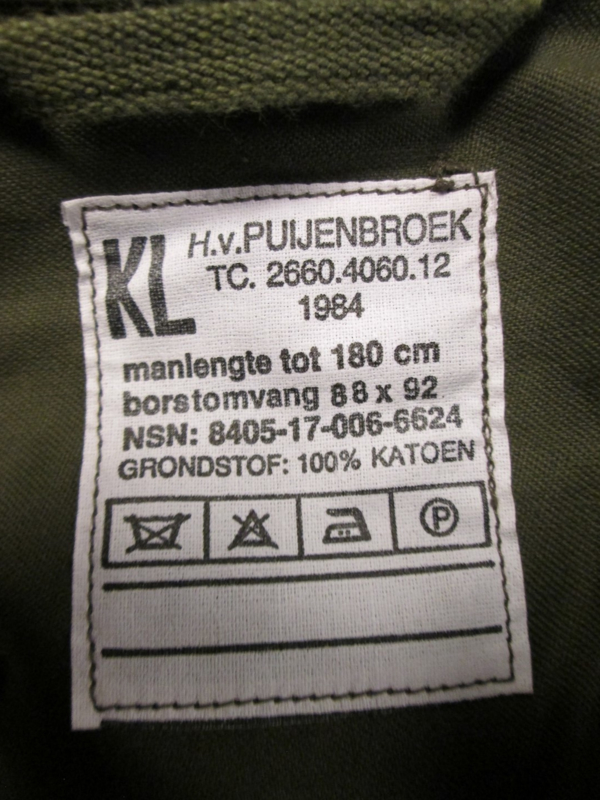 KL
H.v.PUIJENBROEK
TC. 2660.4060.12
1984
manlengte tot 180 cm
borstomvang 88 x 92
NSN: 8405-17-006-6624
GRONDSTOF: 100% KATOEN
P